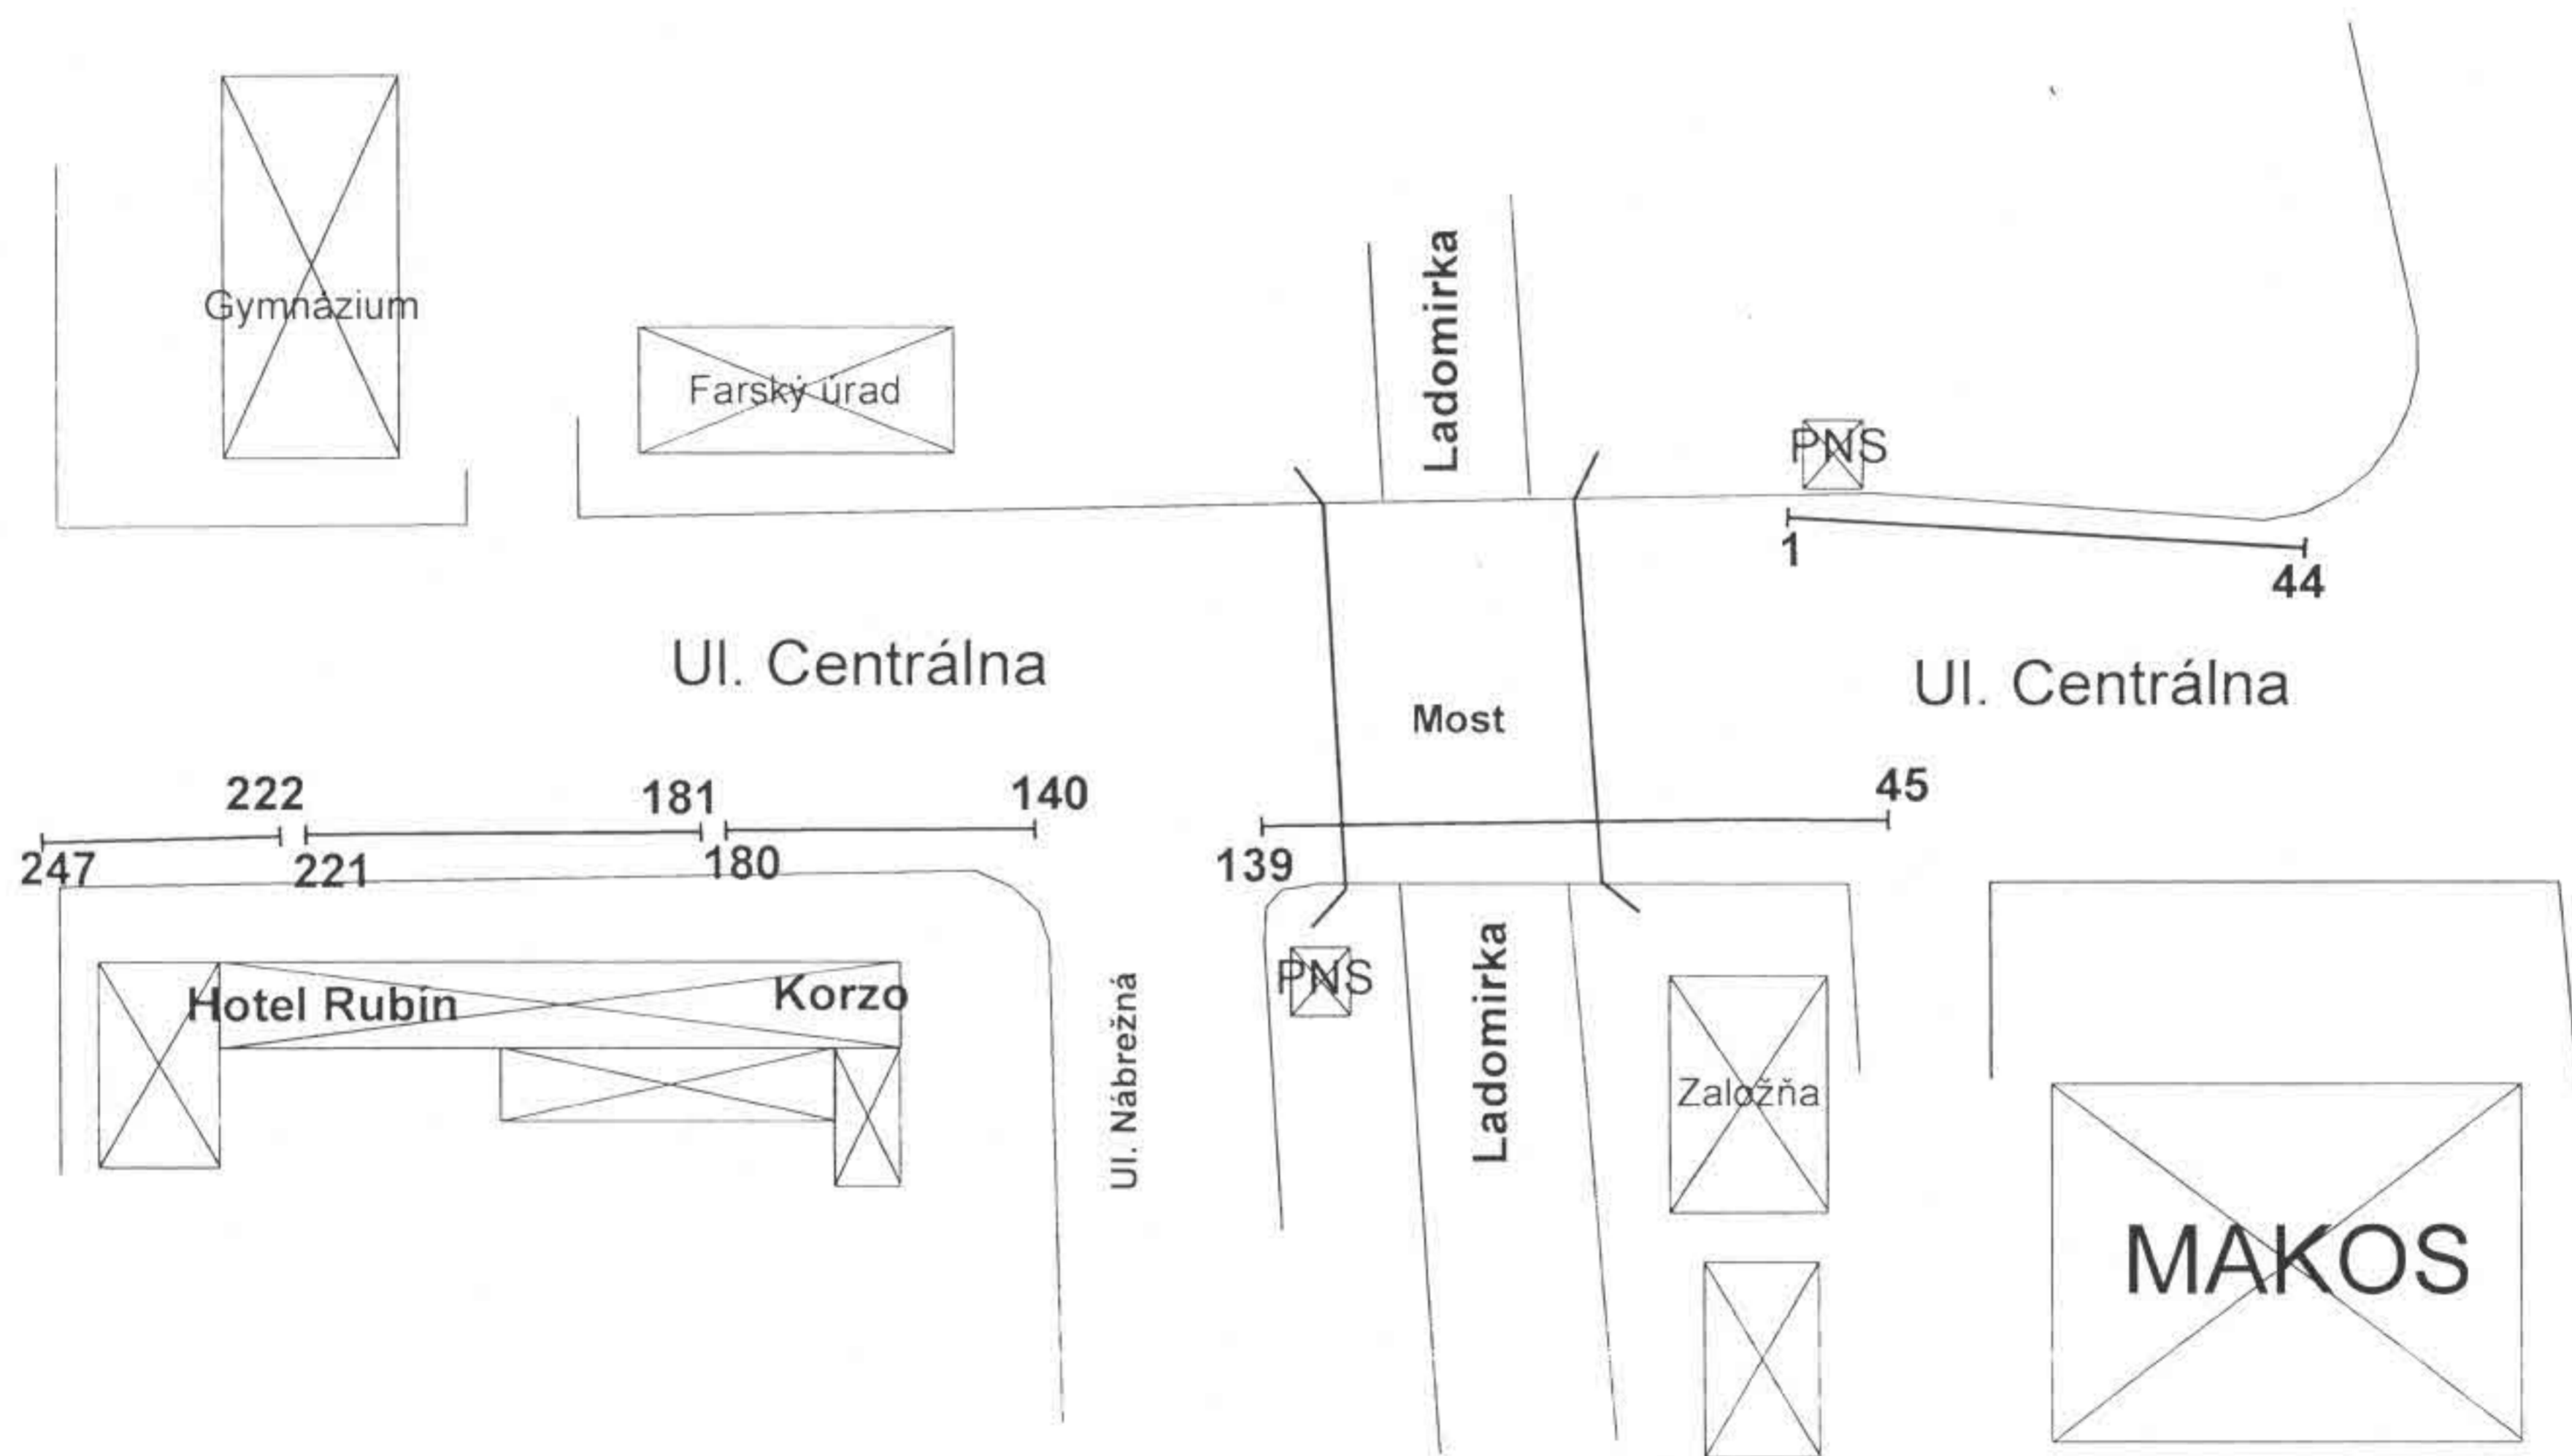 Gymnázium
Farský úrad
Ladomirka
PNS
1
44
Ul. Centrálna
Ul. Centrálna
Most
222
181
140
45
247
221
180
139
Hotel Rubín
Korzo
Ul. Nábrežná
PNS
Ladomirka
Založňa
MAKOS